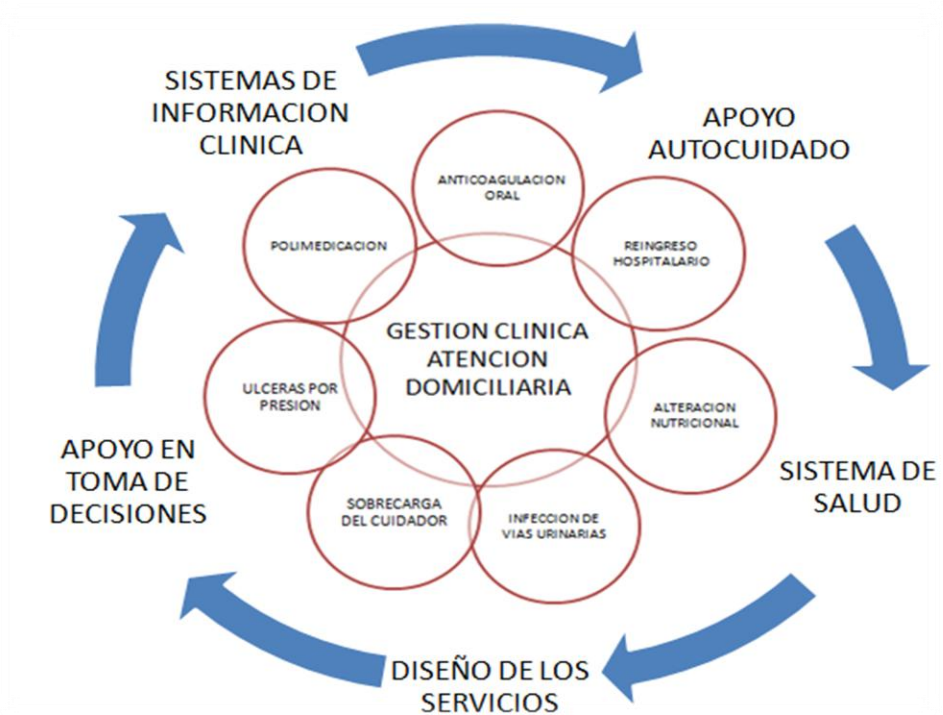 SISTEMAS DE
INFORMACION
CLINICA
APOYO
AUTOCUIDADO
SISTEMA DE
SALUD
DISEÑO DE LOS
SERVICIOS
APOYO EN
TOMA DE
DECISIONES
ANTICOAGULACION
ORAL
REINGRESO
HOSPITALARIO
ALTERACION
NUTRICIONAL
INFECCION DE
VIAS URINARIAS
SOBRECARGA
DEL CUIDADOR
ULCERAS POR
PRESION
POLIMEDICACION
GESTION CLINICA
ATENCION
DOMICILIARIA